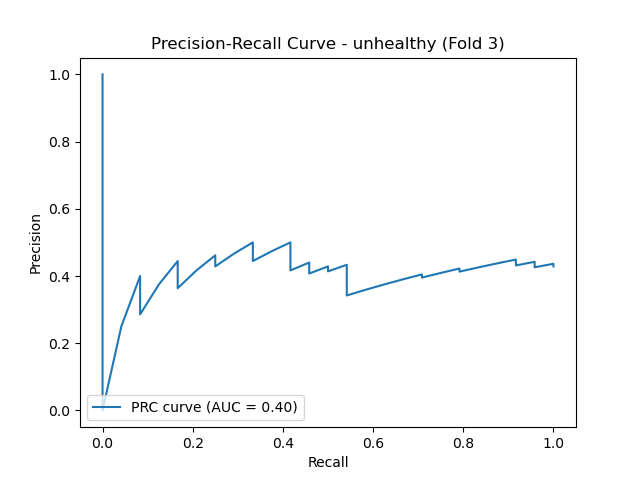 Precision-Recall Curve - unhealthy (Fold 3)
1.0
0.8
0.6
0.4
0.2
0.0
Precision
PRC curve (AUC = 0.40)
0.0 0.2 0.4 0.6 0.8 1.0
Recall